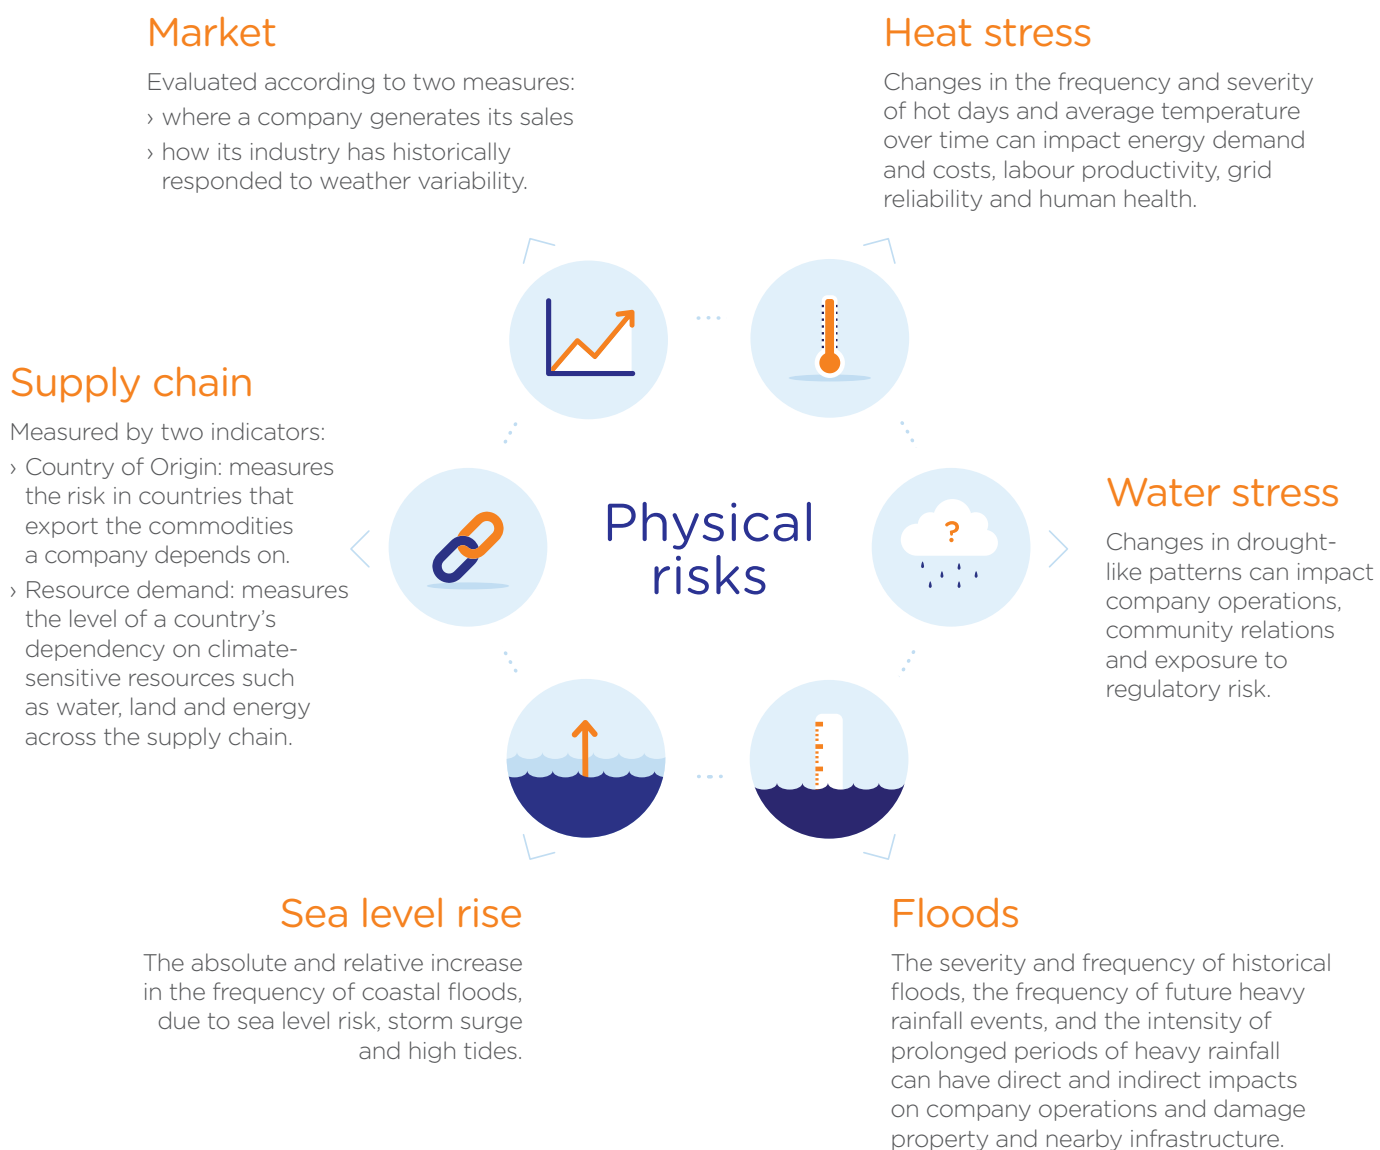 Market
Evaluated according to two measures:
› where a company generates its sales
› how its industry has historically
responded to weather variability.
Heat stress
Changes in the frequency and severity
of hot days and average temperature
over time can impact energy demand
and costs, labour productivity, grid
reliability and human health.
Supply chain
Measured by two indicators:
› Country of Origin: measures
the risk in countries that
export the commodities
a company depends on.
› Resource demand: measures
the level of a country’s
dependency on climate-
sensitive resources such
as water, land and energy
across the supply chain.
Physical
risks
?
Water stress
Changes in drought-
like patterns can impact
company operations,
community relations
and exposure to
regulatory risk.
Sea level rise
The absolute and relative increase
in the frequency of coastal floods,
due to sea level risk, storm surge
and high tides.
Floods
The severity and frequency of historical
floods, the frequency of future heavy
rainfall events, and the intensity of
prolonged periods of heavy rainfall
can have direct and indirect impacts
on company operations and damage
property and nearby infrastructure.